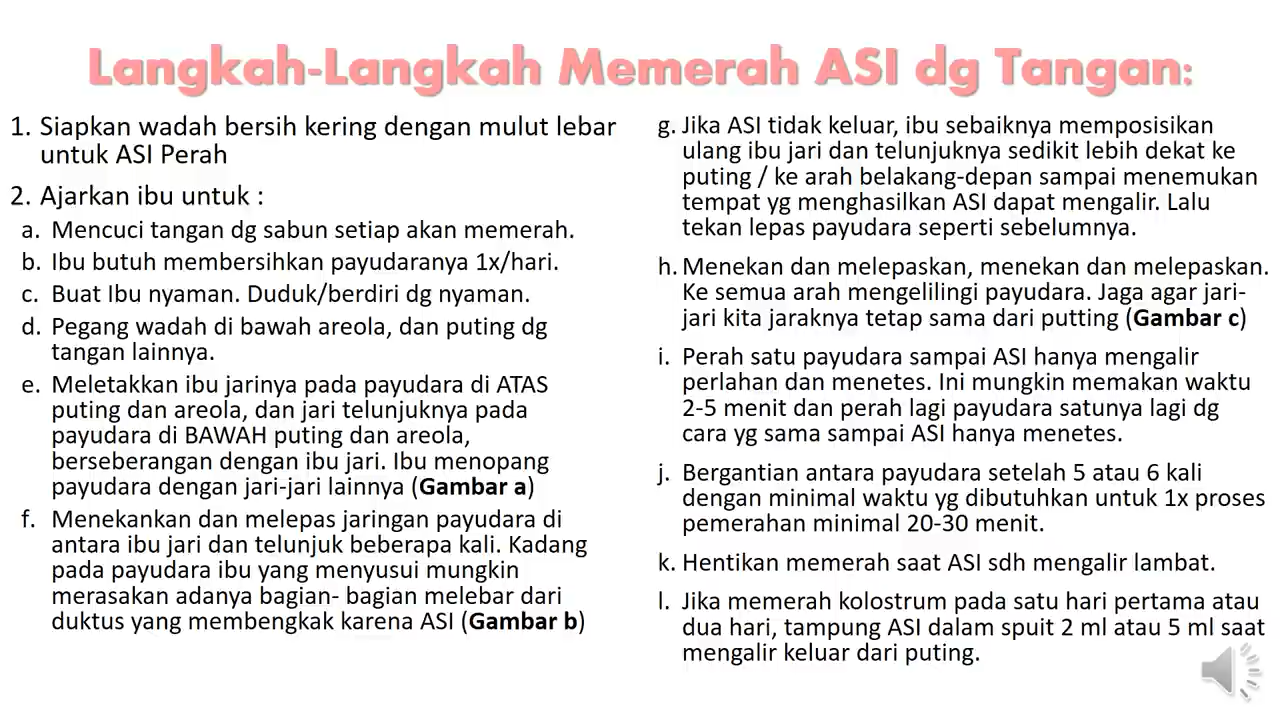 Langkah-Langkah Memerah ASI dg Tangan:
1. Siapkan wadah bersih kering dengan mulut lebar
untuk ASI Perah
2. Ajarkan ibu untuk :
a. Mencuci tangan dg sabun setiap akan memerah.
b. Ibu butuh membersihkan payudaranya 1x/hari.
c. Buat Ibu nyaman. Duduk/berdiri dg nyaman.
d. Pegang wadah di bawah areola, dan puting dg
tangan lainnya.
e. Meletakkan ibu jarinya pada payudara di ATAS
puting dan areola, dan jari telunjuknya pada
payudara di BAWAH puting dan areola,
berseberangan dengan ibu jari. Ibu menopang
payudara dengan jari-jari lainnya (Gambar a)
f. Menekankan dan melepas jaringan payudara di
antara ibu jari dan telunjuk beberapa kali. Kadang
pada payudara ibu yang menyusui mungkin
merasakan adanya bagian- bagian melebar dari
duktus yang membengkak karena ASI (Gambar b)
g. Jika ASI tidak keluar, ibu sebaiknya memposisikan
ulang ibu jari dan telunjuknya sedikit lebih dekat ke
puting / ke arah belakang-depan sampai menemukan
tempat yg menghasilkan ASI dapat mengalir. Lalu
tekan lepas payudara seperti sebelumnya.
h. Menekan dan melepaskan, menekan dan melepaskan.
Ke semua arah mengelilingi payudara. Jaga agar jari-
jari kita jaraknya tetap sama dari putting (Gambar c)
i. Perah satu payudara sampai ASI hanya mengalir
perlahan dan menetes. Ini mungkin memakan waktu
2-5 menit dan perah lagi payudara satunya lagi dg
cara yg sama sampai ASI hanya menetes.
j. Bergantian antara payudara setelah 5 atau 6 kali
dengan minimal waktu yg dibutuhkan untuk 1x proses
pemerahan minimal 20-30 menit.
k. Hentikan memerah saat ASI sdh mengalir lambat.
l. Jika memerah kolostrum pada satu hari pertama atau
dua hari, tampung ASI dalam spuit 2 ml atau 5 ml saat
mengalir keluar dari puting.